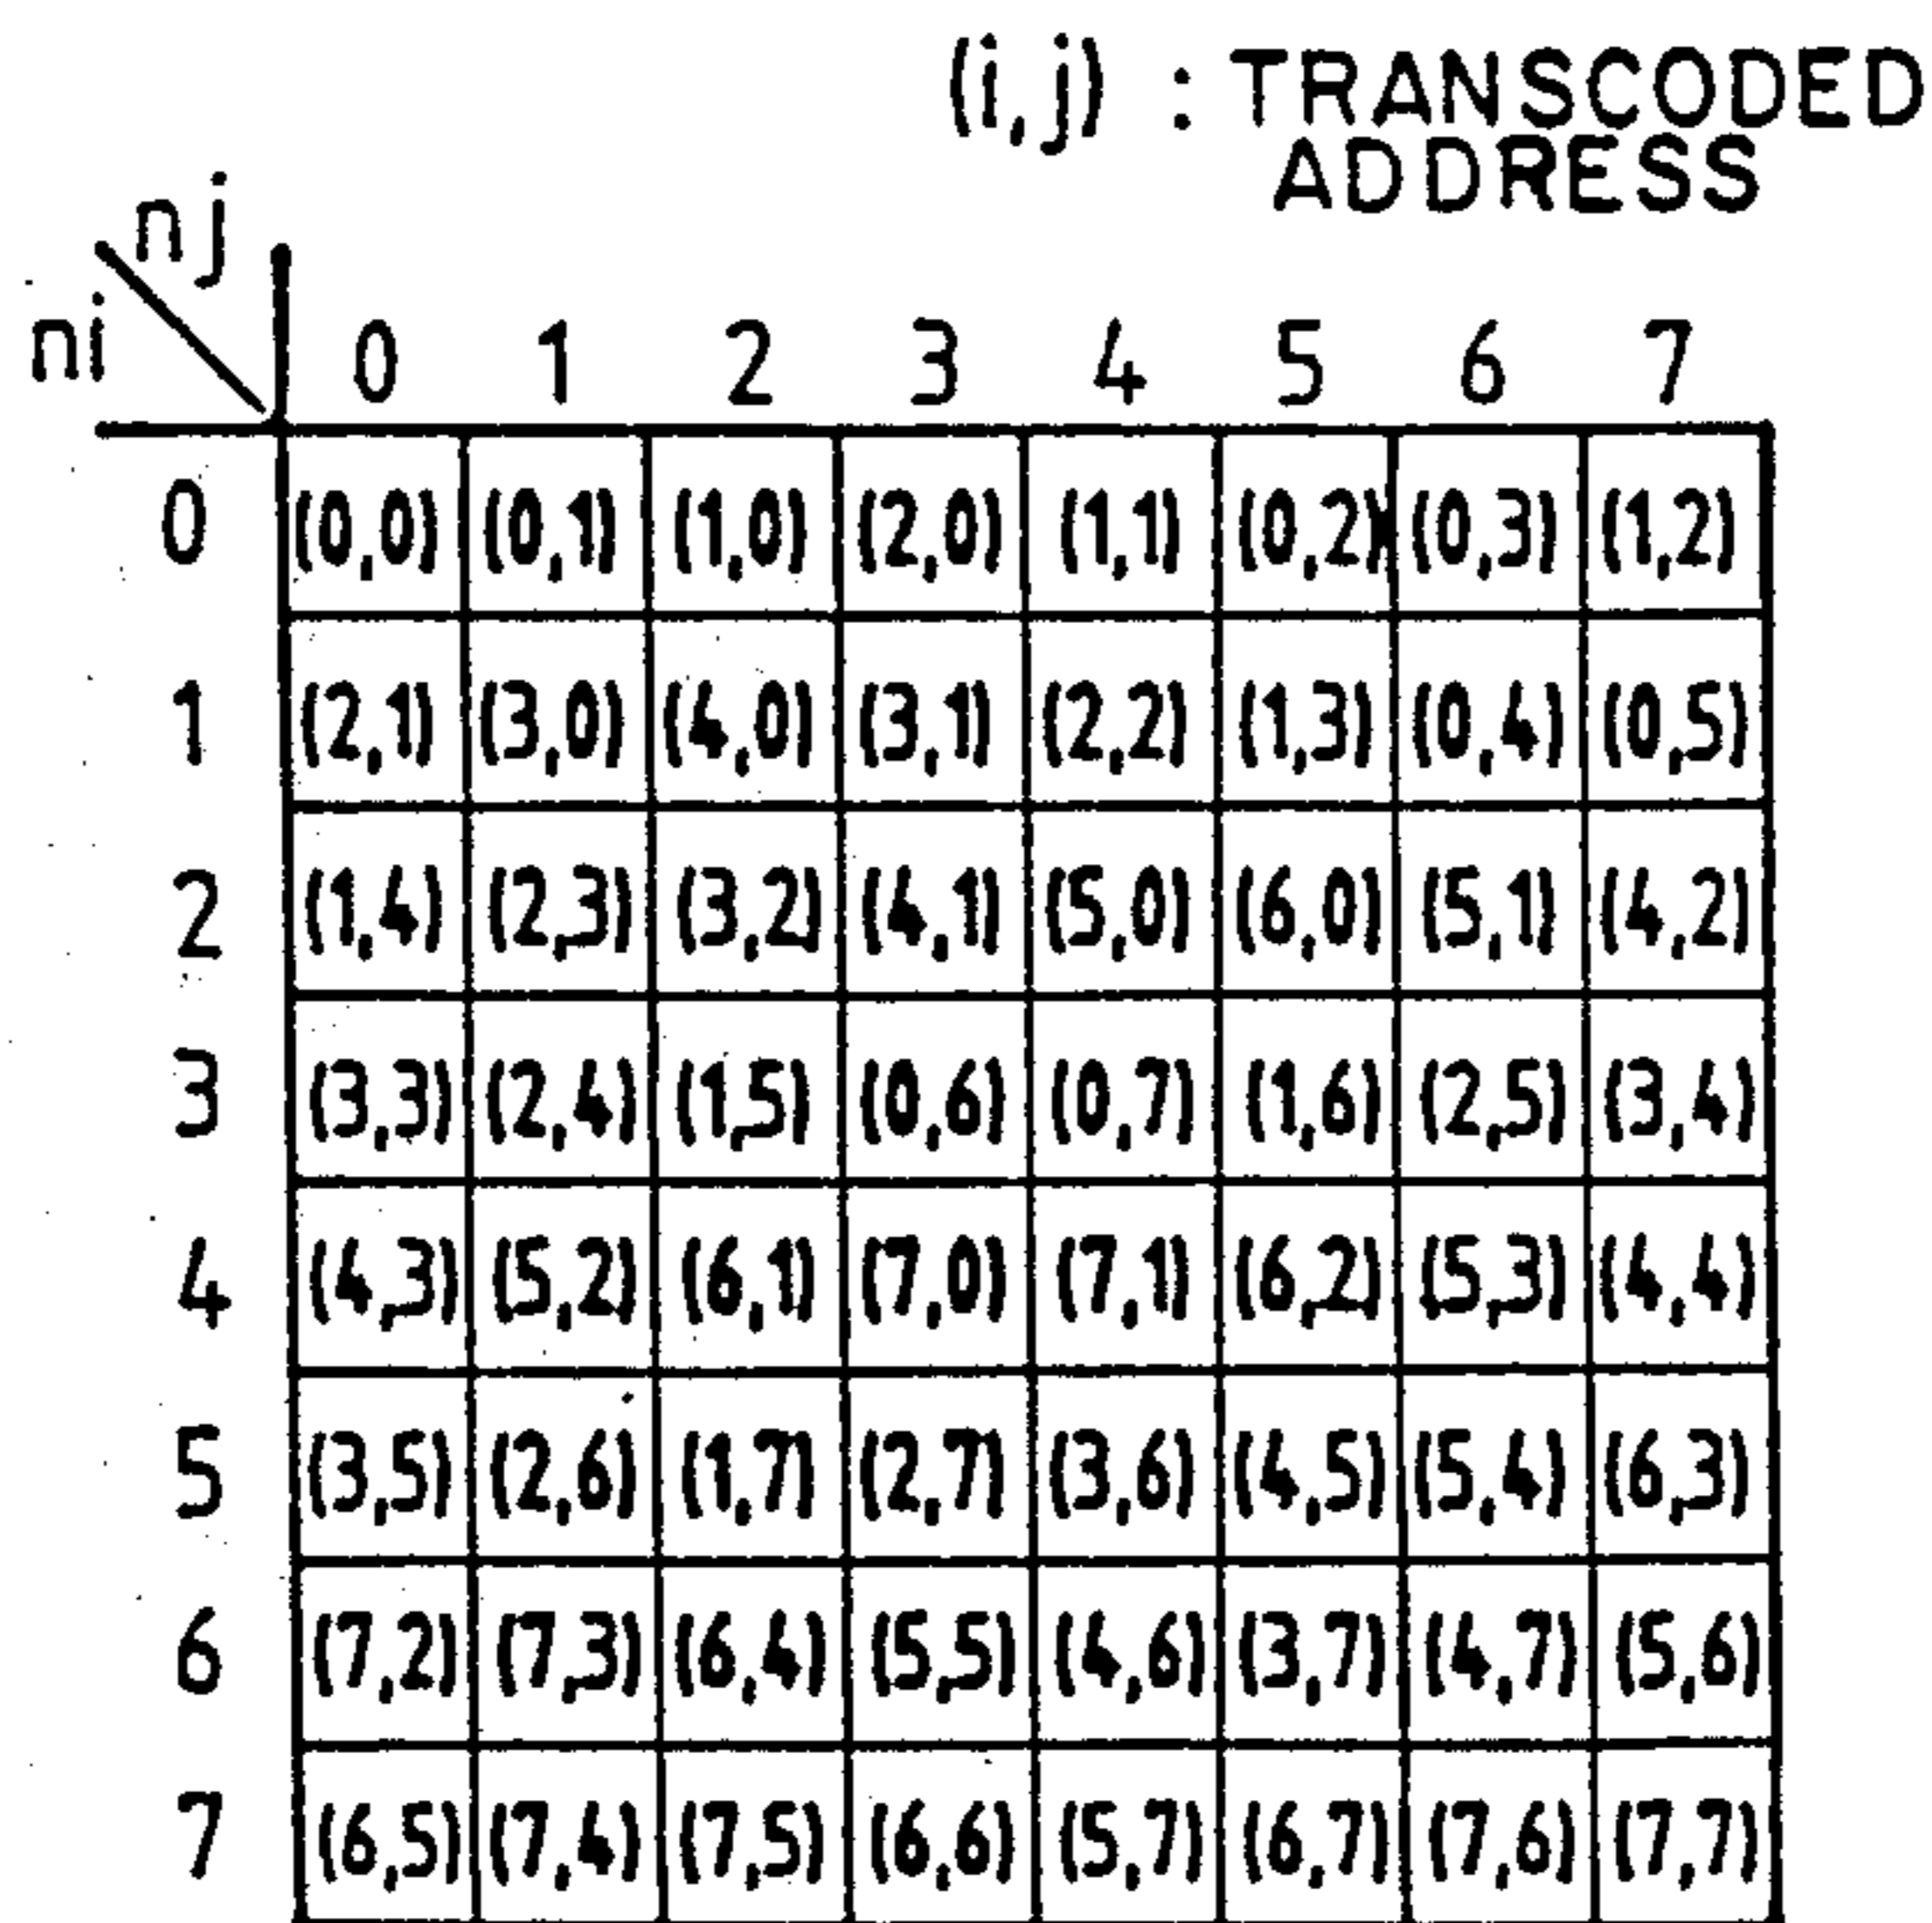 (i,j) : TRANSCODED
ADDRESS
nj
ni 0 1 2 3 4 5 6 7
0 (0,0) (0,1) (1,0) (2,0) (1,1) (0,2) (0,3) (1,2)
1 (2,1) (3,0) (4,0) (3,1) (2,2) (1,3) (0,4) (0,5)
2 (1,4) (2,3) (3,2) (4,1) (5,0) (6,0) (5,1) (4,2)
3 (3,3) (2,4) (1,5) (0,6) (0,7) (1,6) (2,5) (3,4)
4 (4,3) (5,2) (6,1) (7,0) (7,1) (6,2) (5,3) (4,4)
5 (3,5) (2,6) (1,7) (2,7) (3,6) (4,5) (5,4) (6,3)
6 (7,2) (7,3) (6,4) (5,5) (4,6) (3,7) (4,7) (5,6)
7 (6,5) (7,4) (7,5) (6,6) (5,7) (6,7) (7,6) (7,7)